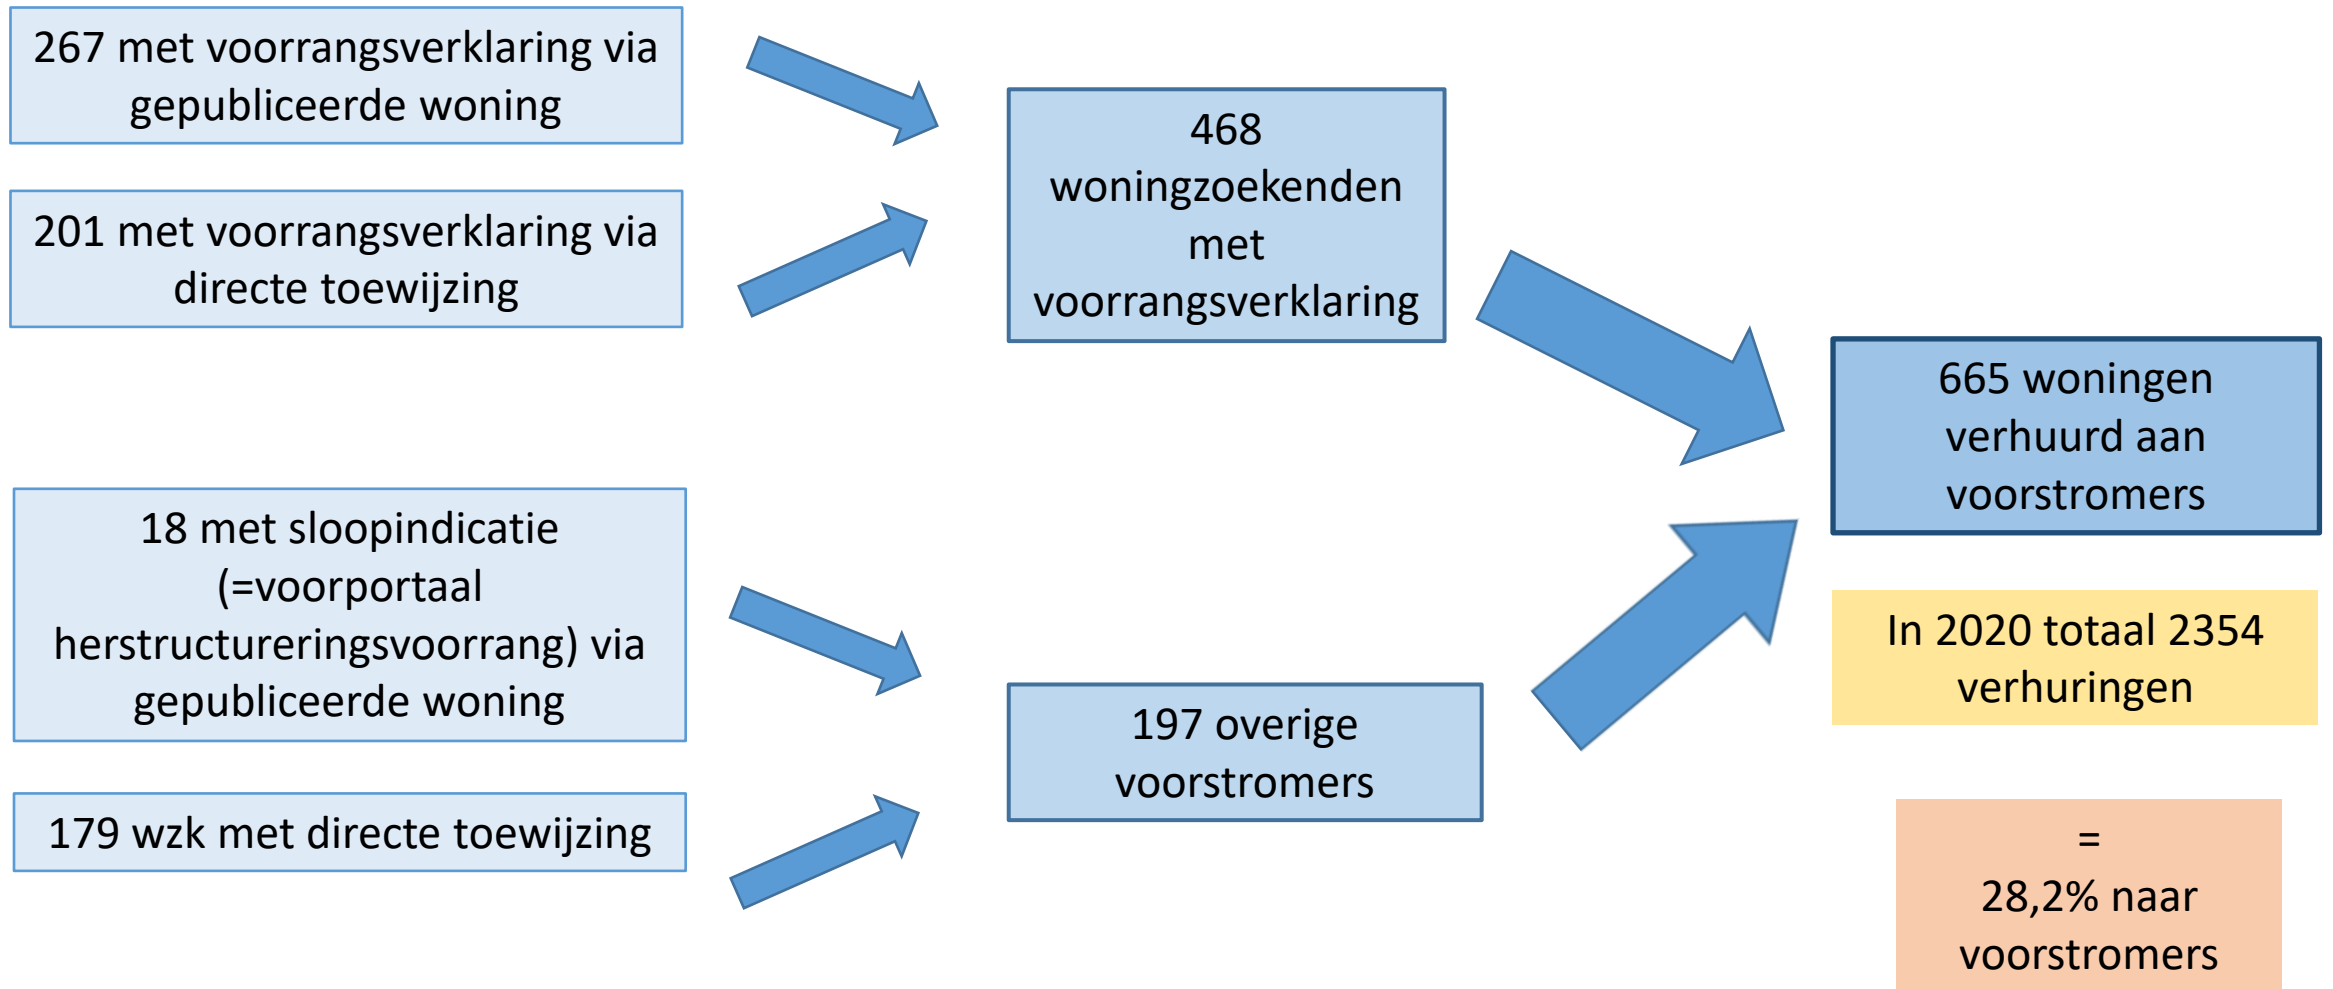 267 met voorrangsverklaring via
gepubliceerde woning
201 met voorrangsverklaring via
directe toewijzing
468
woningzoekenden
met
voorrangsverklaring
18 met sloopindicatie
(=voorportaal
herstructureringsvoorrang) via
gepubliceerde woning
179 wzk met directe toewijzing
197 overige
voorstromers
665 woningen
verhuurd aan
voorstromers
In 2020 totaal 2354
verhuringen
=
28,2% naar
voorstromers